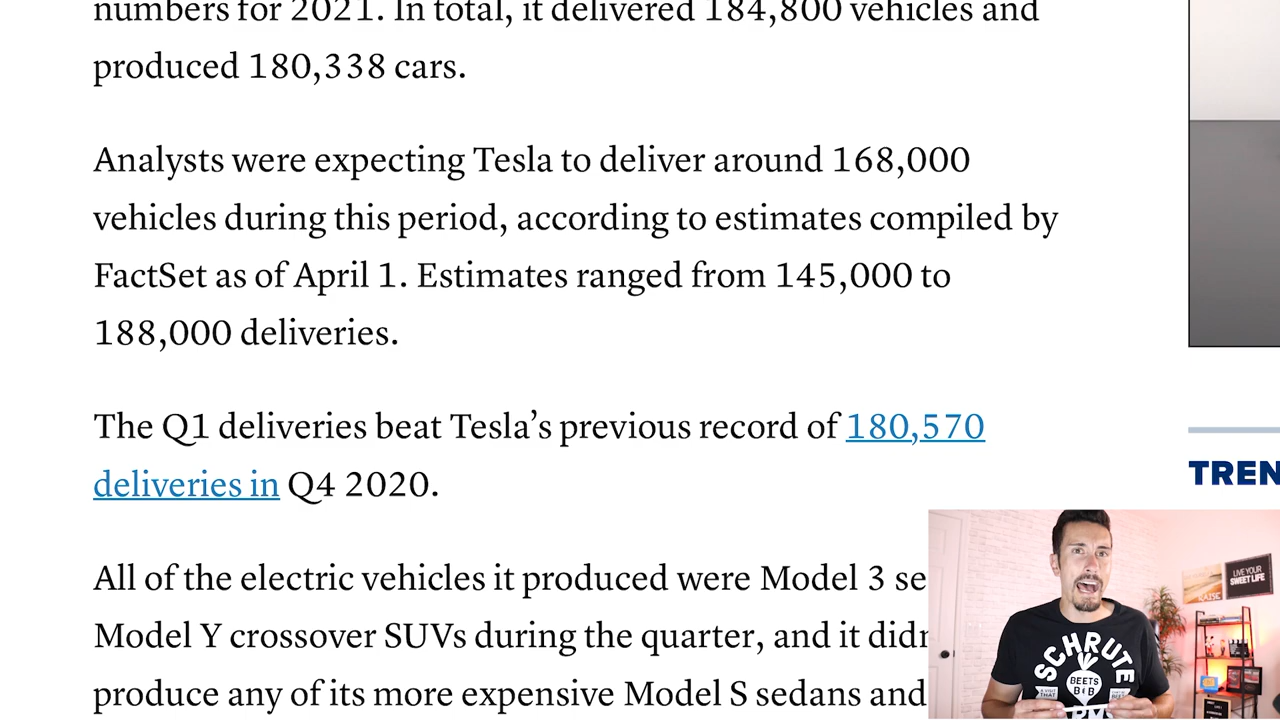 numbers for 2021. In total, it delivered 184,800 vehicles and
produced 180,338 cars.
Analysts were expecting Tesla to deliver around 168,000
vehicles during this period, according to estimates compiled by
FactSet as of April 1. Estimates ranged from 145,000 to
188,000 deliveries.
The Q1 deliveries beat Tesla’s previous record of 180,570
deliveries in Q4 2020.
TREN
All of the electric vehicles it produced were Model 3 se
Model Y crossover SUVs during the quarter, and it didn
produce any of its more expensive Model S sedans and
LIVE YOUR
SWEET LIFE
RAISE
SCHRUTE
BEETS
B B